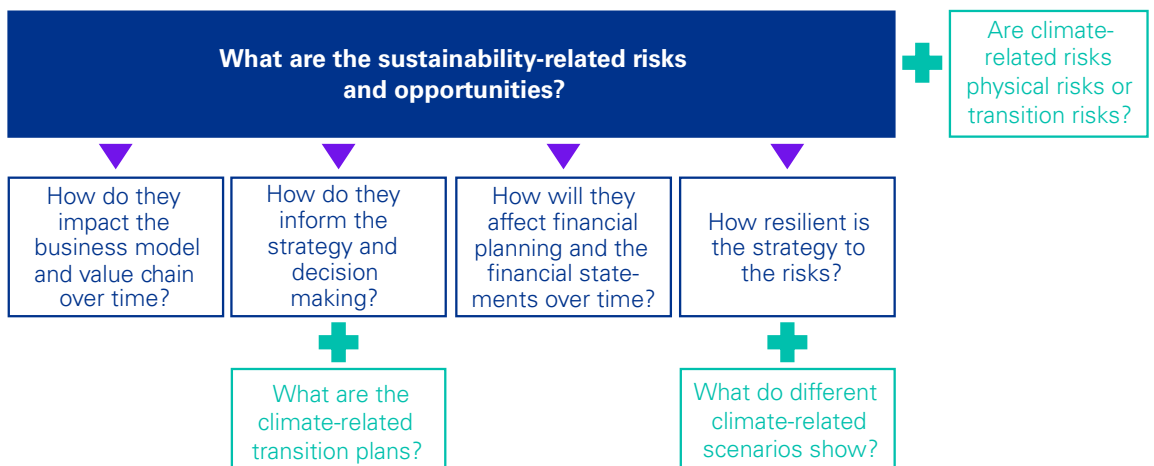 What are the sustainability-related risks
and opportunities?
Are climate-
related risks
physical risks or
transition risks?
How do they
impact the
business model
and value chain
over time?
How do they
inform the
strategy and
decision
making?
How will they
affect financial
planning and the
financial state-
ments over time?
How resilient is
the strategy to
the risks?
What are the
climate-related
transition plans?
What do different
climate-related
scenarios show?